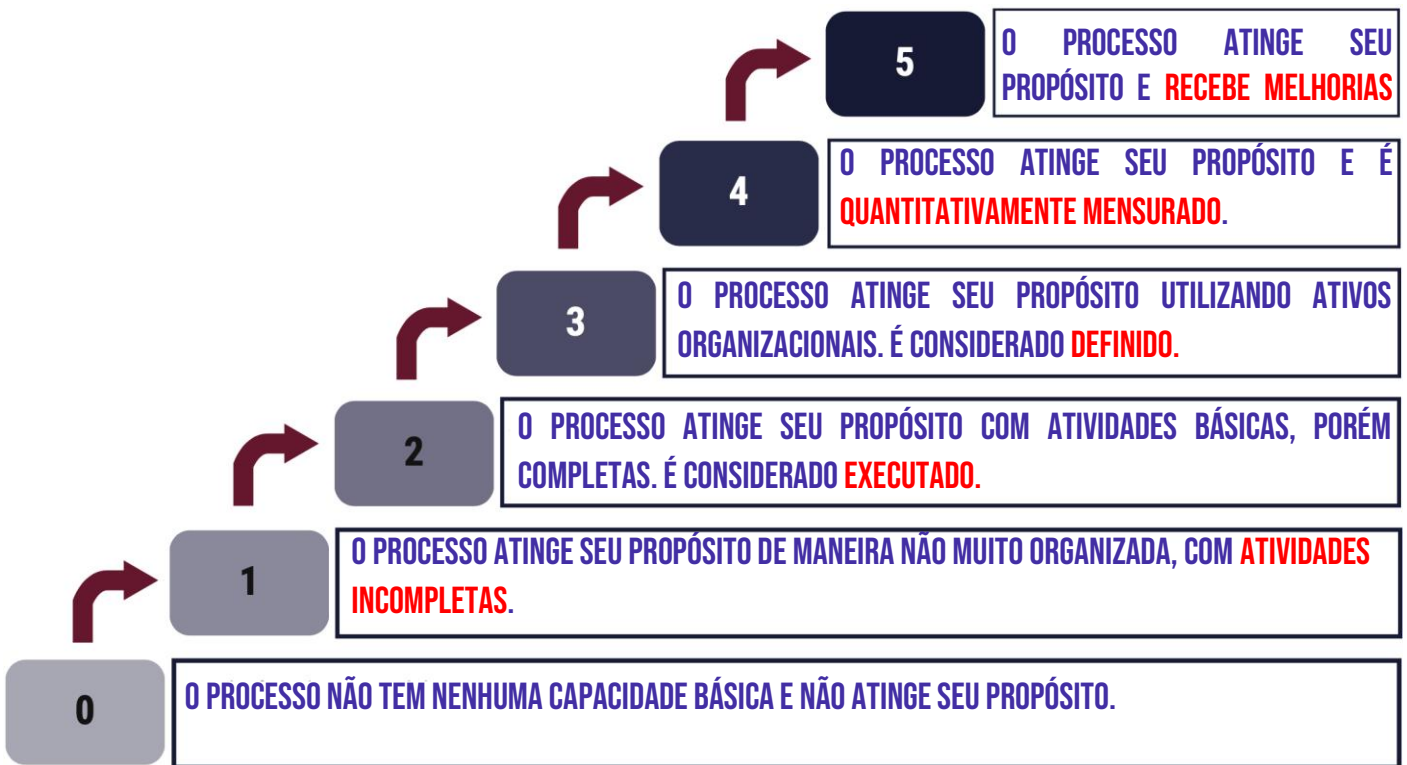 5
O PROCESSO ATINGE SEU
PROPÓSITO E RECEBE MELHORIAS
4
O PROCESSO ATINGE SEU PROPÓSITO E É
QUANTITATIVAMENTE MENSURADO.
3
O PROCESSO ATINGE SEU PROPÓSITO UTILIZANDO ATIVOS
ORGANIZACIONAIS. É CONSIDERADO DEFINIDO.
2
O PROCESSO ATINGE SEU PROPÓSITO COM ATIVIDADES BÁSICAS, PORÉM
COMPLETAS. É CONSIDERADO EXECUTADO.
1
O PROCESSO ATINGE SEU PROPÓSITO DE MANEIRA NÃO MUITO ORGANIZADA, COM ATIVIDADES
INCOMPLETAS.
0
O PROCESSO NÃO TEM NENHUMA CAPACIDADE BÁSICA E NÃO ATINGE SEU PROPÓSITO.